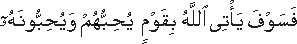 فَسَوْفَ يَأْتِى ٱللَّهُ بِقَوْمٍ يُحِبُّهُمْ وَيُحِبُّونَهُۥٓ